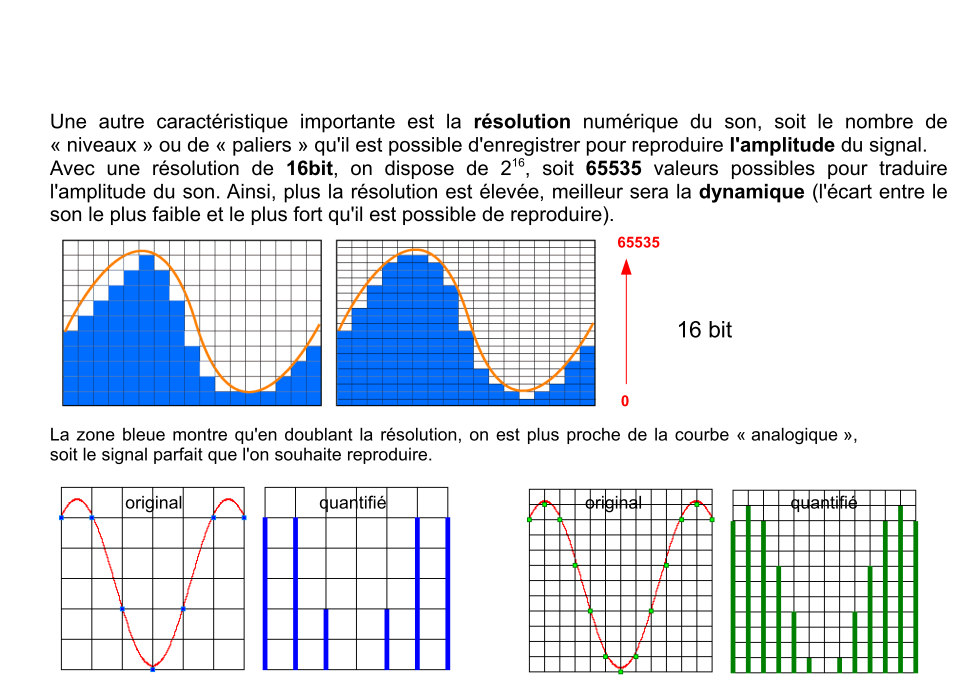 Une autre caractéristique importante est la résolution numérique du son, soit le nombre de
« niveaux » ou de « paliers » qu'il est possible d'enregistrer pour reproduire l'amplitude du signal.
Avec une résolution de 16bit, on dispose de 2^16, soit 65535 valeurs possibles pour traduire
l'amplitude du son. Ainsi, plus la résolution est élevée, meilleur sera la dynamique (l'écart entre le
son le plus faible et le plus fort qu'il est possible de reproduire).
65535
16 bit
0
La zone bleue montre qu'en doublant la résolution, on est plus proche de la courbe « analogique »,
soit le signal parfait que l'on souhaite reproduire.
original quantifié original quantifié